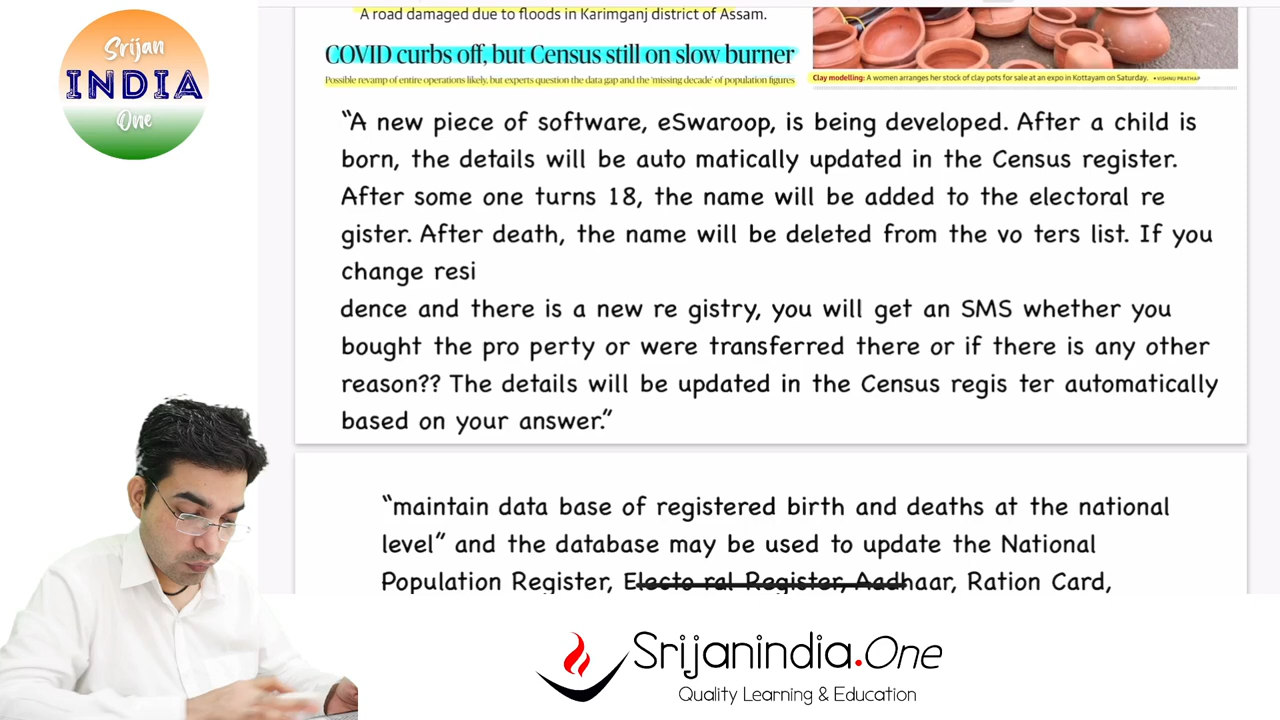 Srijan
INDIA
One
A road damaged due to floods in Karimganj district of Assam.
COVID curbs off, but Census still on slow burner
Possible revamp of entire operations likely, but experts question the data gap and the 'missing decade' of population figures
Clay modelling: A women arranges her stock of clay pots for sale at an expo in Kottayam on Saturday. • VISHNU PRATHAP
“A new piece of software, eSwaroop, is being developed. After a child is
born, the details will be auto matically updated in the Census register.
After some one turns 18, the name will be added to the electoral re
gister. After death, the name will be deleted from the vo ters list. If you
change resi
dence and there is a new re gistry, you will get an SMS whether you
bought the pro perty or were transferred there or if there is any other
reason?? The details will be updated in the Census regis ter automatically
based on your answer.”
“maintain data base of registered birth and deaths at the national
level” and the database may be used to update the National
Population Register, Electo ral Register, Aadhaar, Ration Card,
Srijanindia.One
Quality Learning & Education